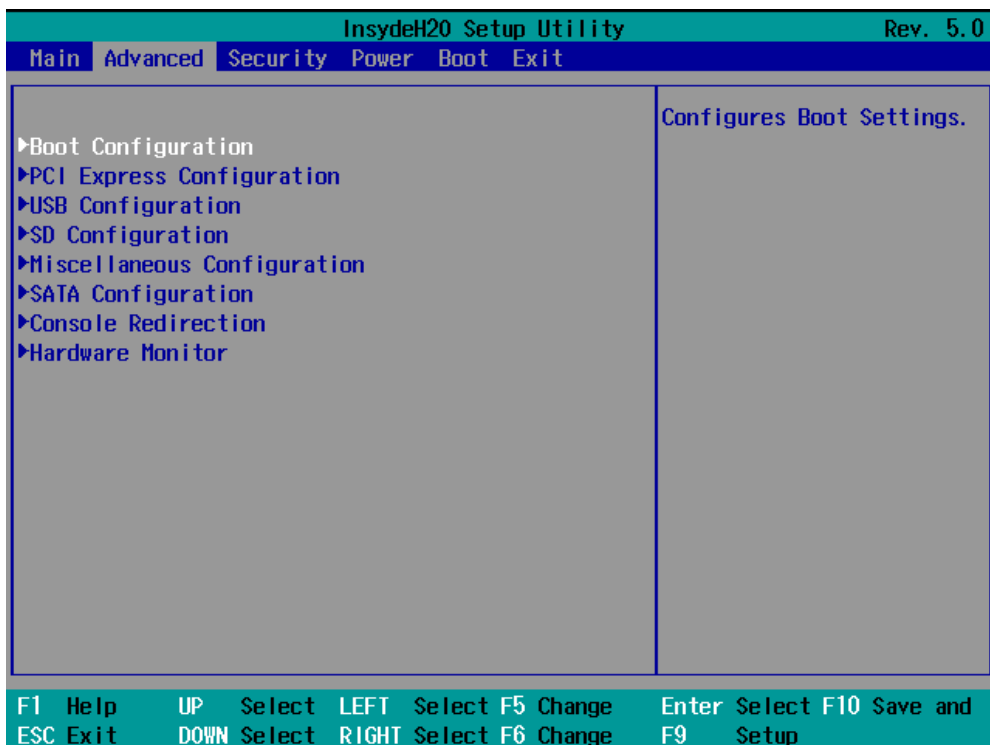 InsydeH20 Setup Utility Rev. 5.0
Main Advanced Security Power Boot Exit
Configures Boot Settings.
▶Boot Configuration
▶PCI Express Configuration
▶USB Configuration
▶SD Configuration
▶Miscellaneous Configuration
▶SATA Configuration
▶Console Redirection
▶Hardware Monitor
F1 Help UP Select LEFT Select F5 Change Enter Select F10 Save and
ESC Exit DOWN Select RIGHT Select F6 Change F9 Setup